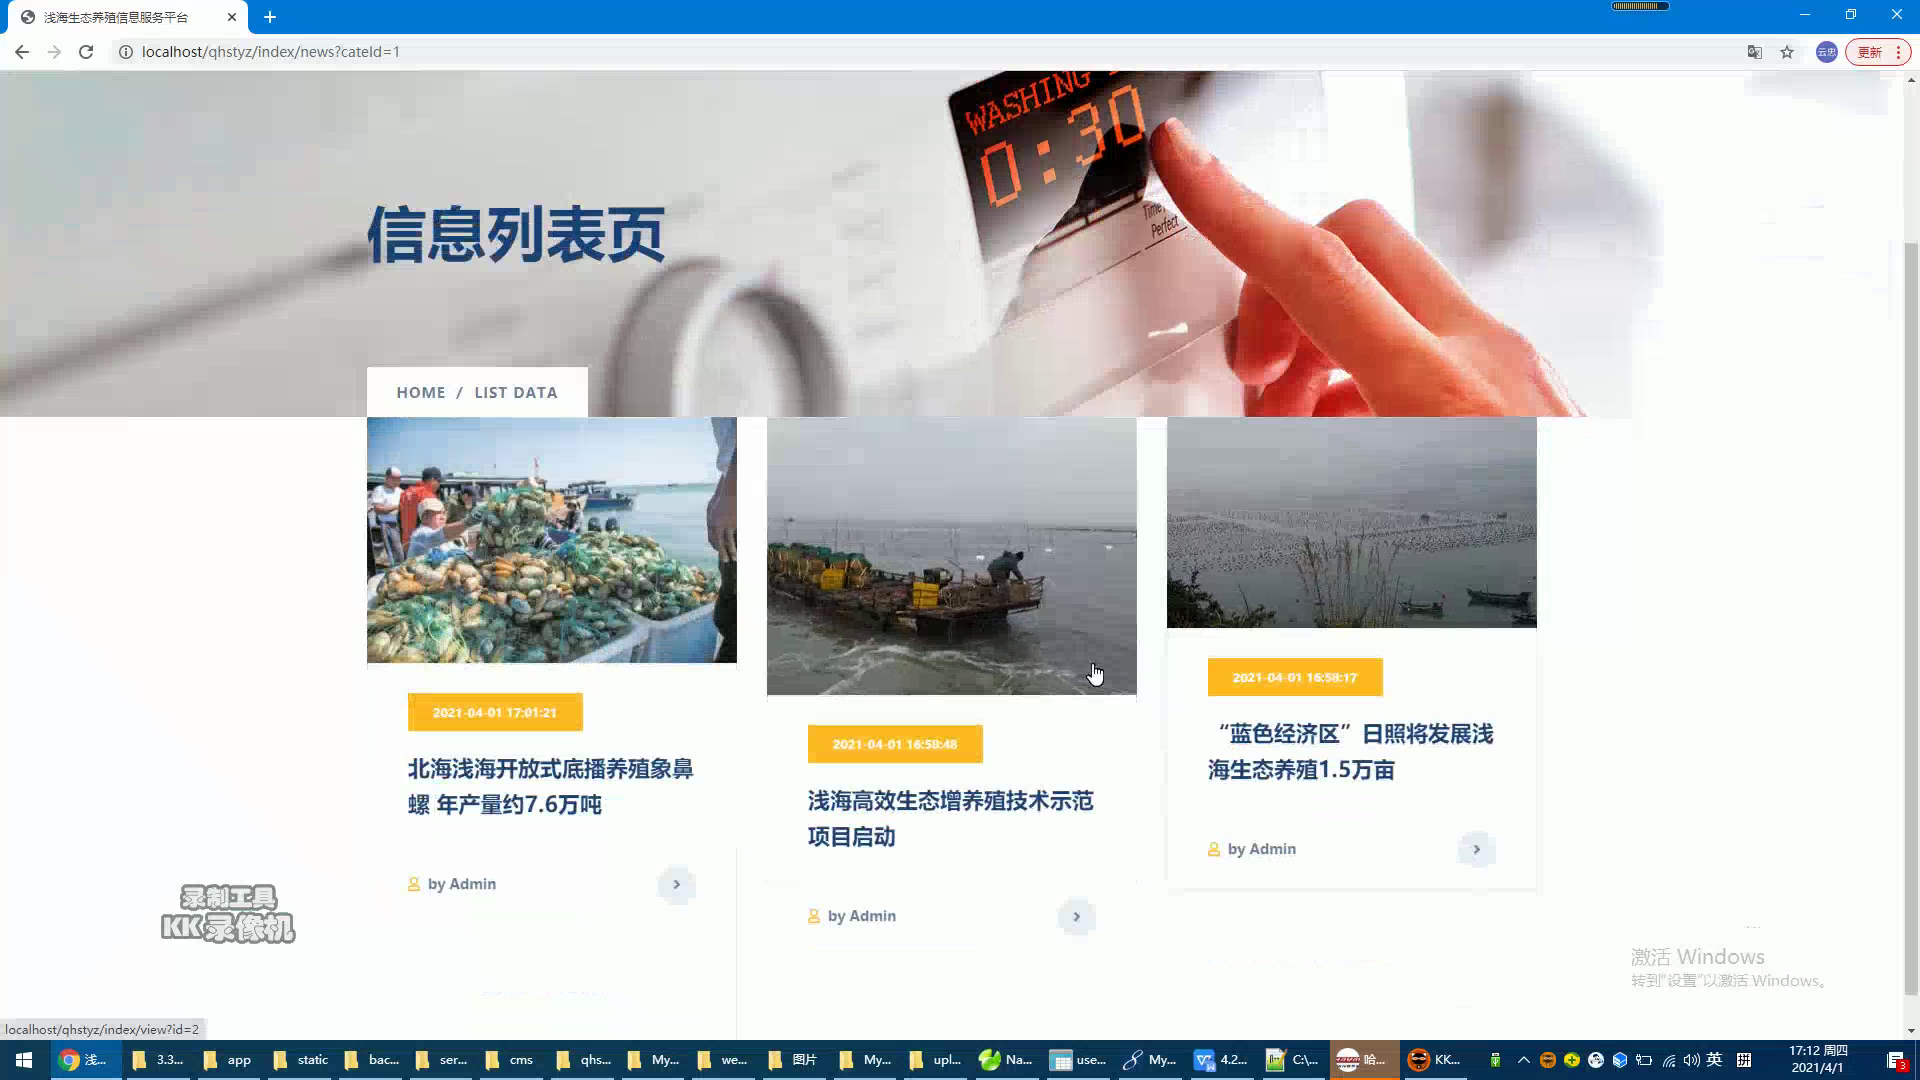 浅海生态养殖信息服务平台
localhost/qhstyz/index/news?cateId=1
云忠
更新
WASHING
0:30
Time
Perfect
信息列表页
HOME / LIST DATA
2021-04-01 17:01:21
北海浅海开放式底播养殖象鼻
螺 年产量约7.6万吨
by Admin
2021-04-01 16:58:48
浅海高效生态增养殖技术示范
项目启动
by Admin
2021-04-01 16:58:17
“蓝色经济区”日照将发展浅
海生态养殖1.5万亩
by Admin
录制工具
KK录像机
激活 Windows
转到"设置"以激活 Windows。
localhost/qhstyz/index/view?id=2
浅...
3.3...
app
static
bac...
ser...
cms
qhs...
My...
we...
图片
My...
upl...
Na...
use...
My...
4.2...
C:\...
哈...
KK...
英
拼
17:12 周四
2021/4/1
3